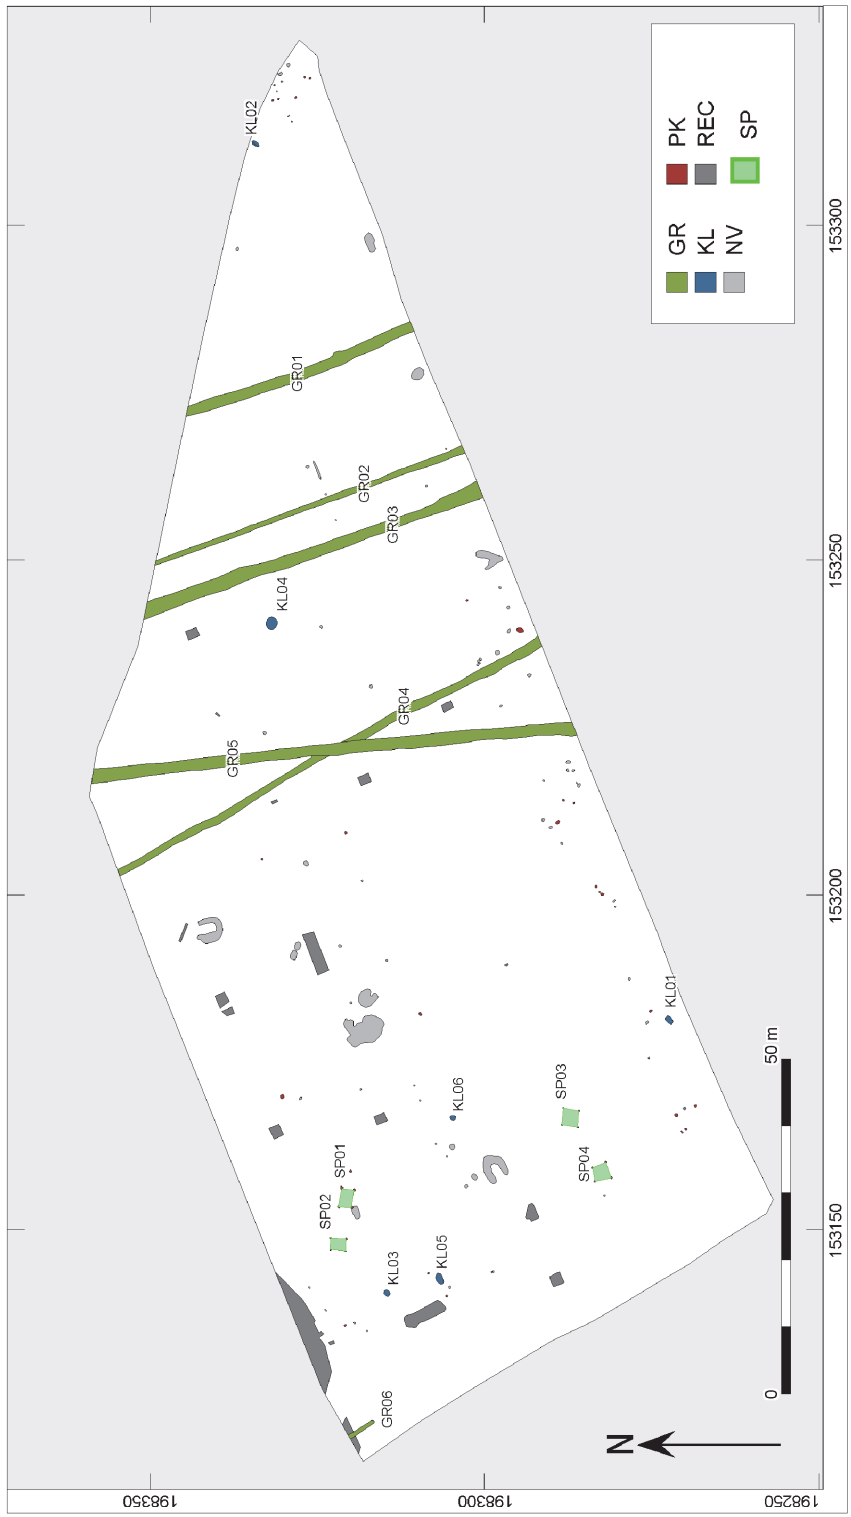 KL02
GR01
GR02
GR03
KL04
GR04
GR05
KL01
KL06
SP03
SP01
SP04
SP02
KL05
KL03
GR06
GR
PK
KL
REC
NV
SP
153300
153250
153200
153150
198350
198300
198250
0
50 m
N